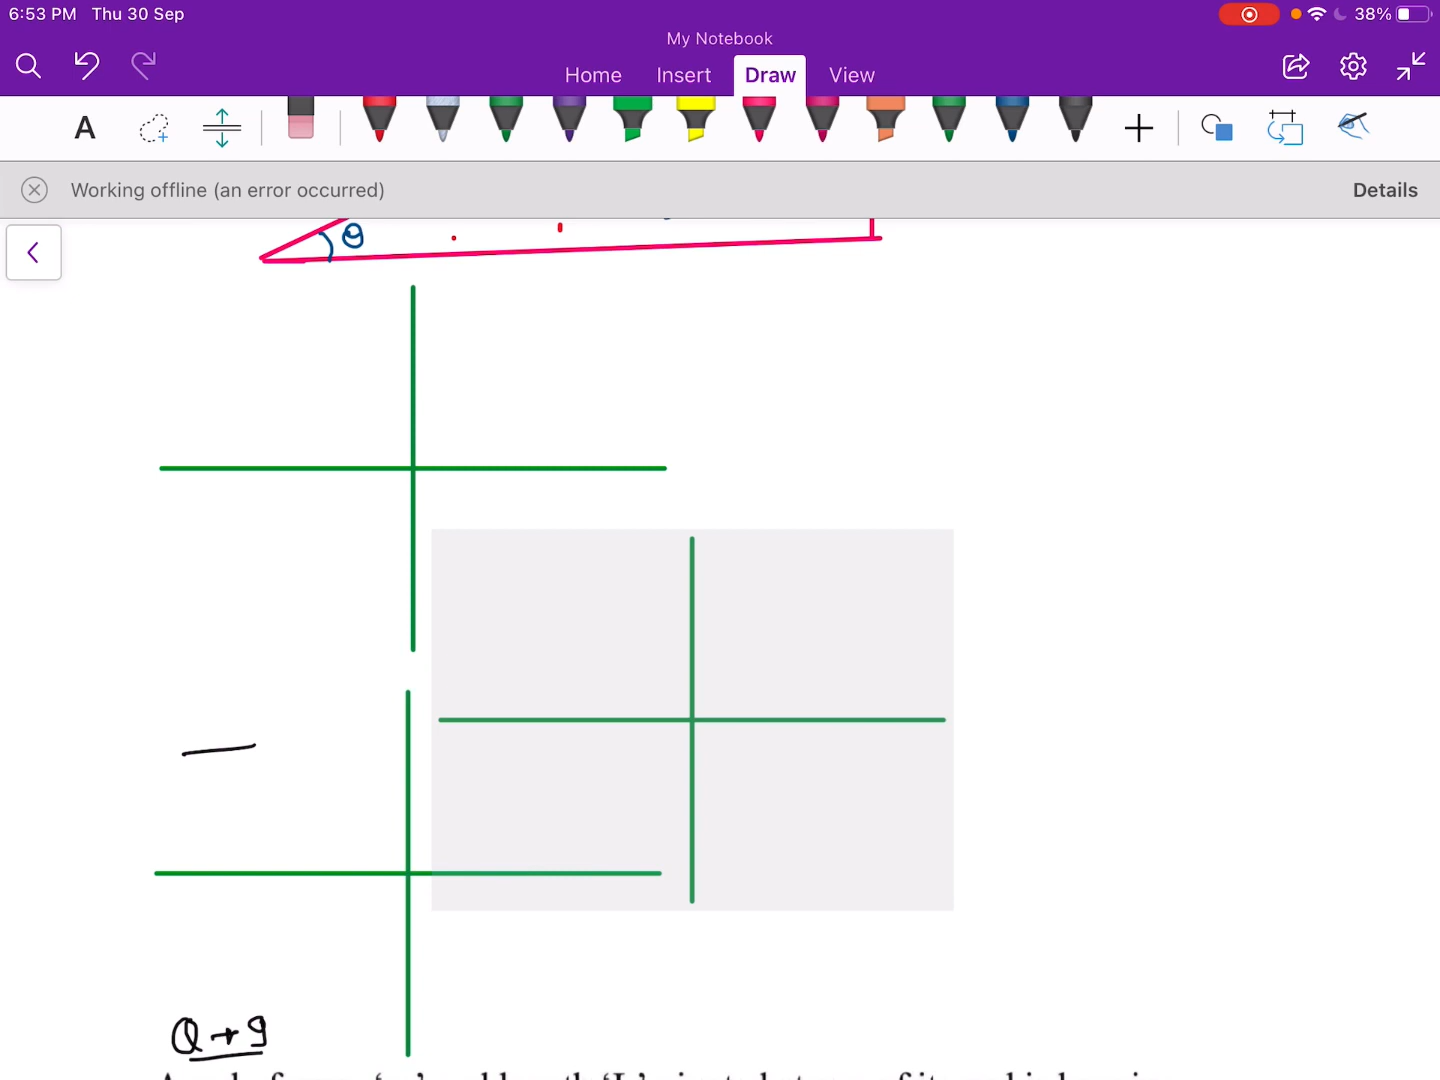 6:53 PM Thu 30 Sep
38%
My Notebook
Home Insert Draw View
A
Working offline (an error occurred)
Details
θ
Q+9